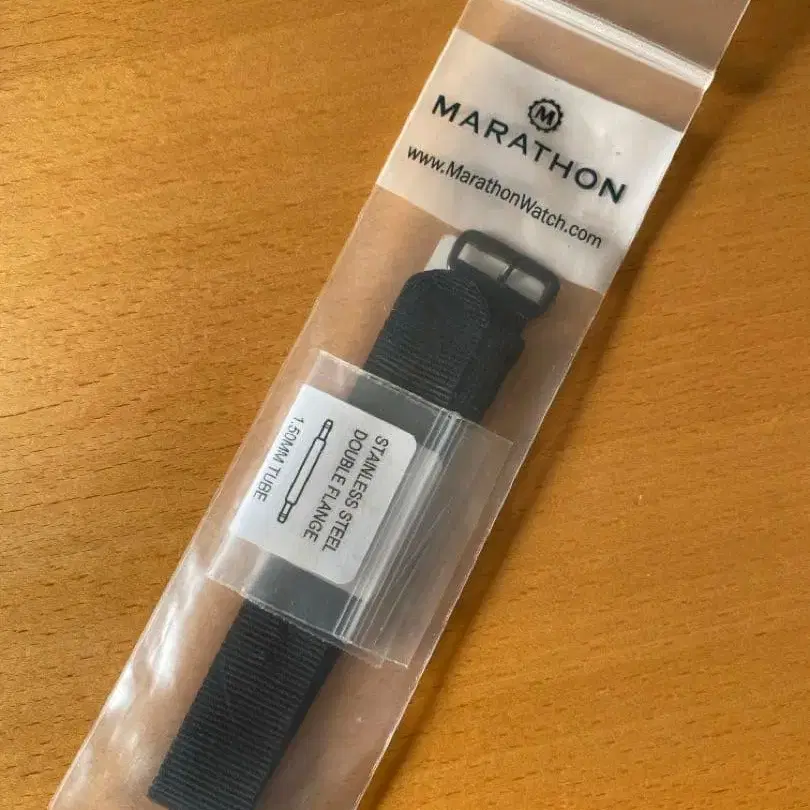 M
MARATHON
www.MarathonWatch.com
STAINLESS STEEL
DOUBLE FLANGE
1.50MM TUBE